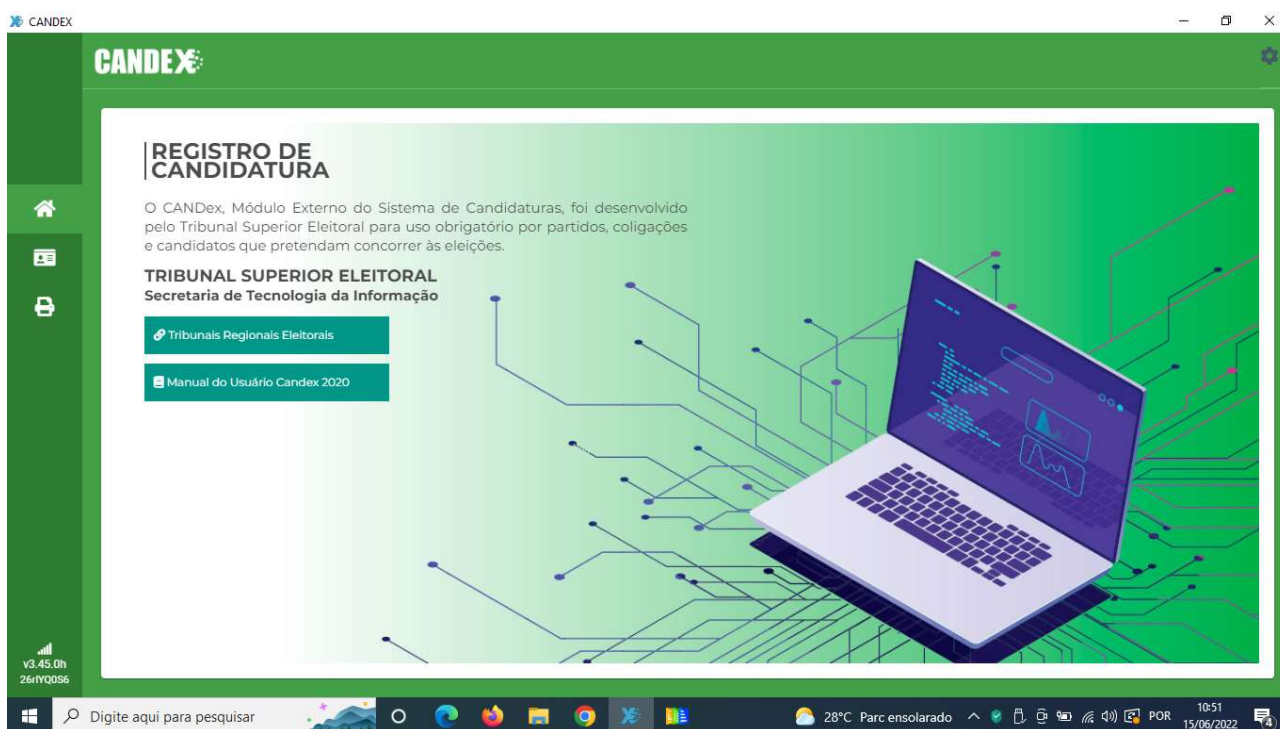 CANDEX
CANDEX
REGISTRO DE
CANDIDATURA
O CANDex, Módulo Externo do Sistema de Candidaturas, foi desenvolvido
pelo Tribunal Superior Eleitoral para uso obrigatório por partidos, coligações
e candidatos que pretendam concorrer às eleições.
TRIBUNAL SUPERIOR ELEITORAL
Secretaria de Tecnologia da Informação
Tribunais Regionais Eleitorais
Manual do Usuário Candex 2020
v3.45.0h
26rIYQ0S6
Digite aqui para pesquisar
28°C Parc ensolarado
POR
10:51
15/06/2022
4